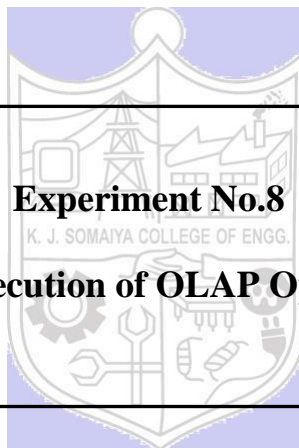 Experiment No.8
K. J. SOMAIYA COLLEGE OF ENGG.
ecution of OLAP O